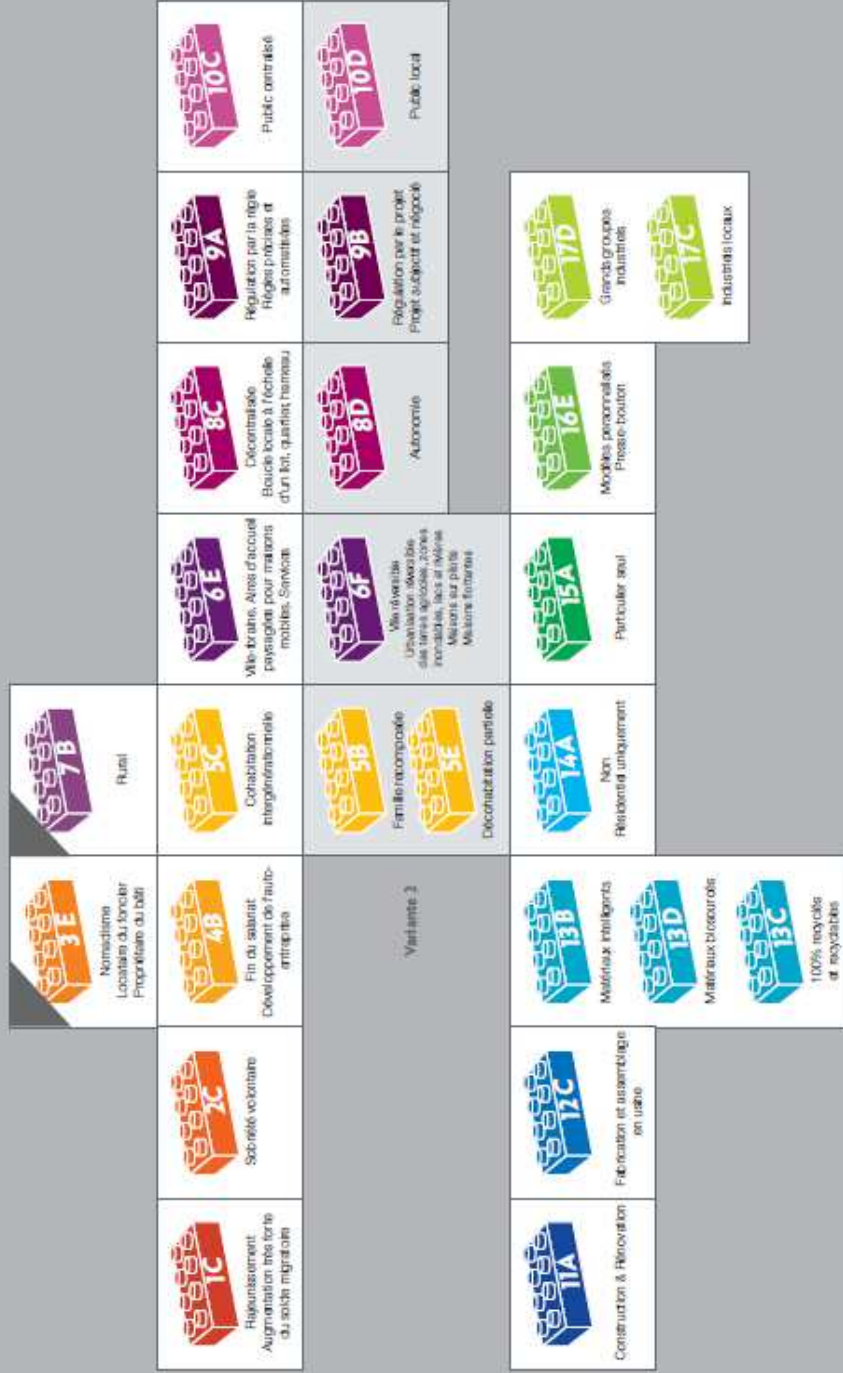 3E
Nomadisme
Locataire du foncier
Propriétaire du bâti
7B
Rural
1C
Rajeunissement
Augmentation très forte
du solde migratoire
2C
Sobriété volontaire
4B
Fin du salariat
Développement de l'auto-
entreprise
5C
Cohabitation
intergénérationnelle
6E
Ville-foraine, Aires d'accueil
paysagées pour maisons
mobiles. Services
8C
Décentralisée
Boucle locale à l'échelle
d'un îlot, quartier, hameau
9A
Régulation par la règle
Règles précises et
automatisées
10C
Public centralisé
Variante 2
5B
Famille recomposée
5E
Décohabitation partielle
6F
Ville réversible
Urbanisation réversible
des terres agricoles, zones
inondables, lacs et rivières
Maisons sur pilotis
Maisons flottantes
8D
Autonomie
9B
Régulation par le projet
Projet subjectif et négocié
10D
Public local
11A
Construction & Rénovation
12C
Fabrication et assemblage
en usine
13B
Matériaux intelligents
13D
Matériaux biosourcés
13C
100% recyclés
et recyclables
14A
Non
Résidentiel uniquement
15A
Particulier seul
16E
Modèles personnalisés
Presse-bouton
17D
Grands groupes
industriels
17C
Industriels locaux